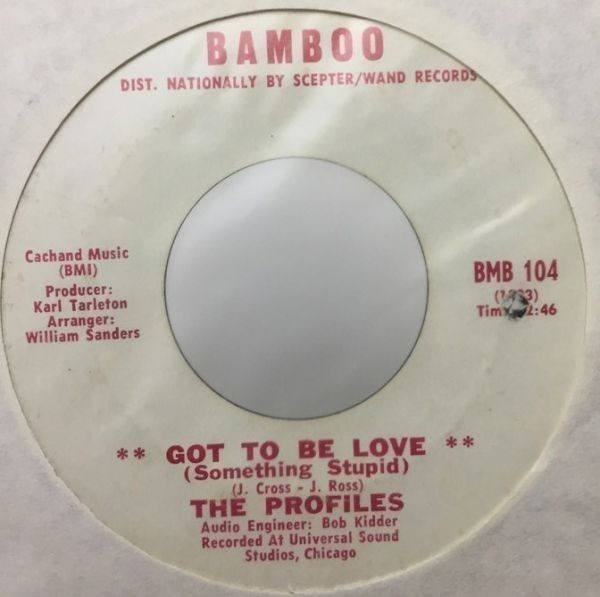 BAMBOO
DIST. NATIONALLY BY SCEPTER/WAND RECORDS
Cachand Music
(BMI)
Producer:
Karl Tarleton
Arranger:
William Sanders
BMB 104
2:46
** GOT TO BE LOVE **
(Something Stupid)
(J. Cross - J. Ross)
THE PROFILES
Audio Engineer: Bob Kidder
Recorded At Universal Sound
Studios, Chicago